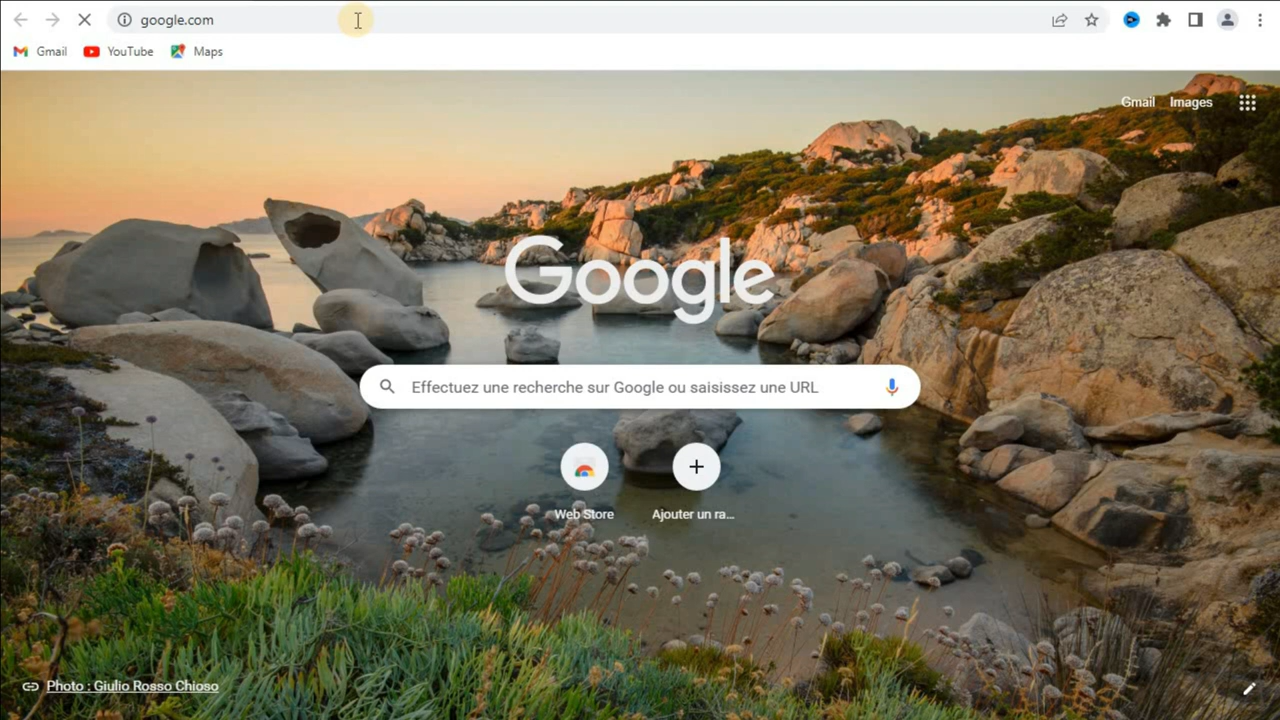 google.com
Gmail
YouTube
Maps
Gmail
Images
Google
Effectuez une recherche sur Google ou saisissez une URL
Web Store
Ajouter un ra...
Photo : Giulio Rosso Chioso